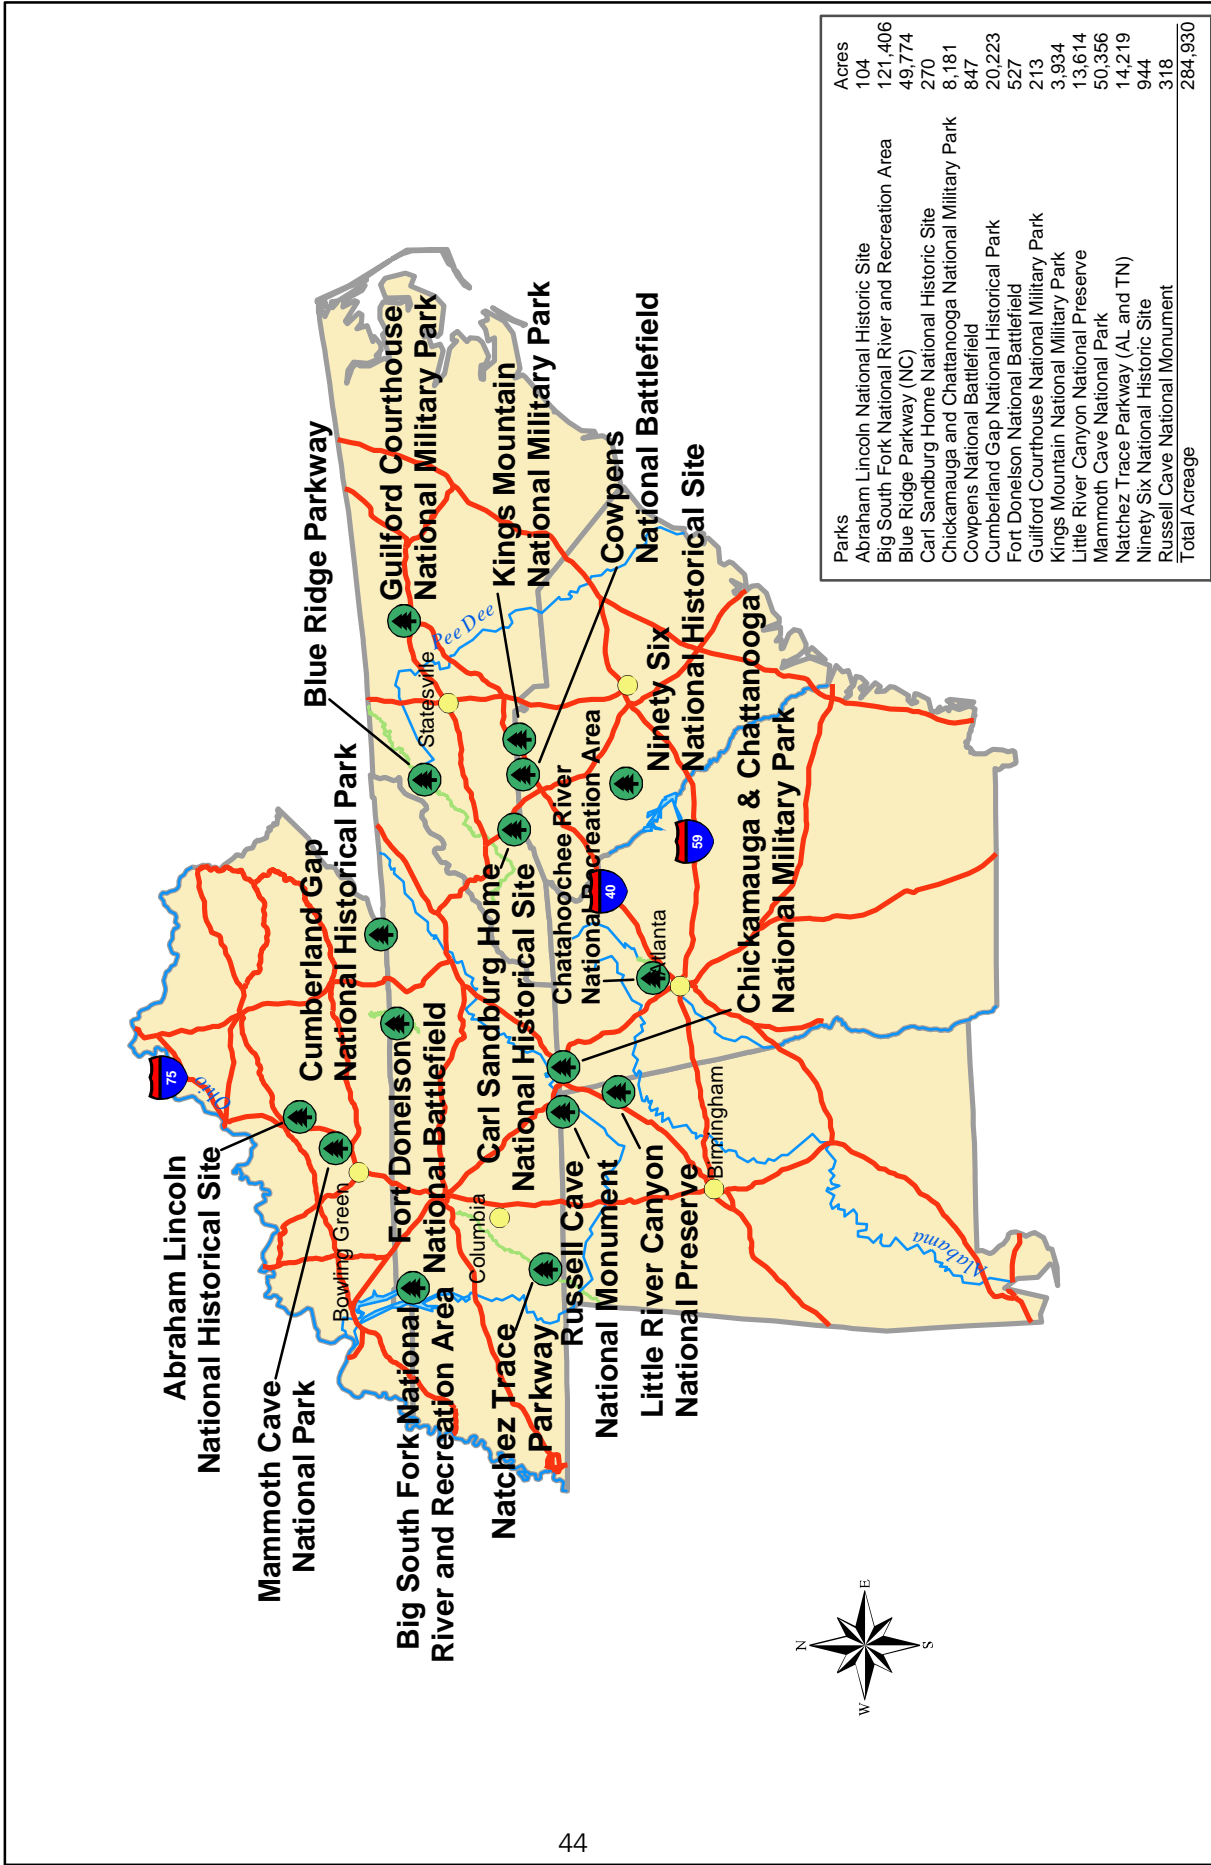 Abraham Lincoln
National Historical Site
Mammoth Cave
National Park
Cumberland Gap
National Historical Park
Blue Ridge Parkway
Guilford Courthouse
National Military Park
Kings Mountain
National Military Park
Cowpens
National Battlefield
Ninety Six
National Historical Site
Chatahoochee River
National Recreation Area
Chickamauga & Chattanooga
National Military Park
Carl Sandburg Home
National Historical Site
Fort Donelson
National Battlefield
Big South Fork National
River and Recreation Area
Natchez Trace
Parkway
Russell Cave
National Monument
Little River Canyon
National Preserve
Bowling Green
Columbia
Birmingham
Atlanta
Statesville
Ohio
Pee Dee
Alabama
75
40
59
N
W
E
S
Parks Acres
Abraham Lincoln National Historic Site 104
Big South Fork National River and Recreation Area 121,406
Blue Ridge Parkway (NC) 49,774
Carl Sandburg Home National Historic Site 270
Chickamauga and Chattanooga National Military Park 8,181
Cowpens National Battlefield 847
Cumberland Gap National Historical Park 20,223
Fort Donelson National Battlefield 527
Guilford Courthouse National Military Park 213
Kings Mountain National Military Park 3,934
Little River Canyon National Preserve 13,614
Mammoth Cave National Park 50,356
Natchez Trace Parkway (AL and TN) 14,219
Ninety Six National Historic Site 944
Russell Cave National Monument 318
Total Acreage 284,930
44